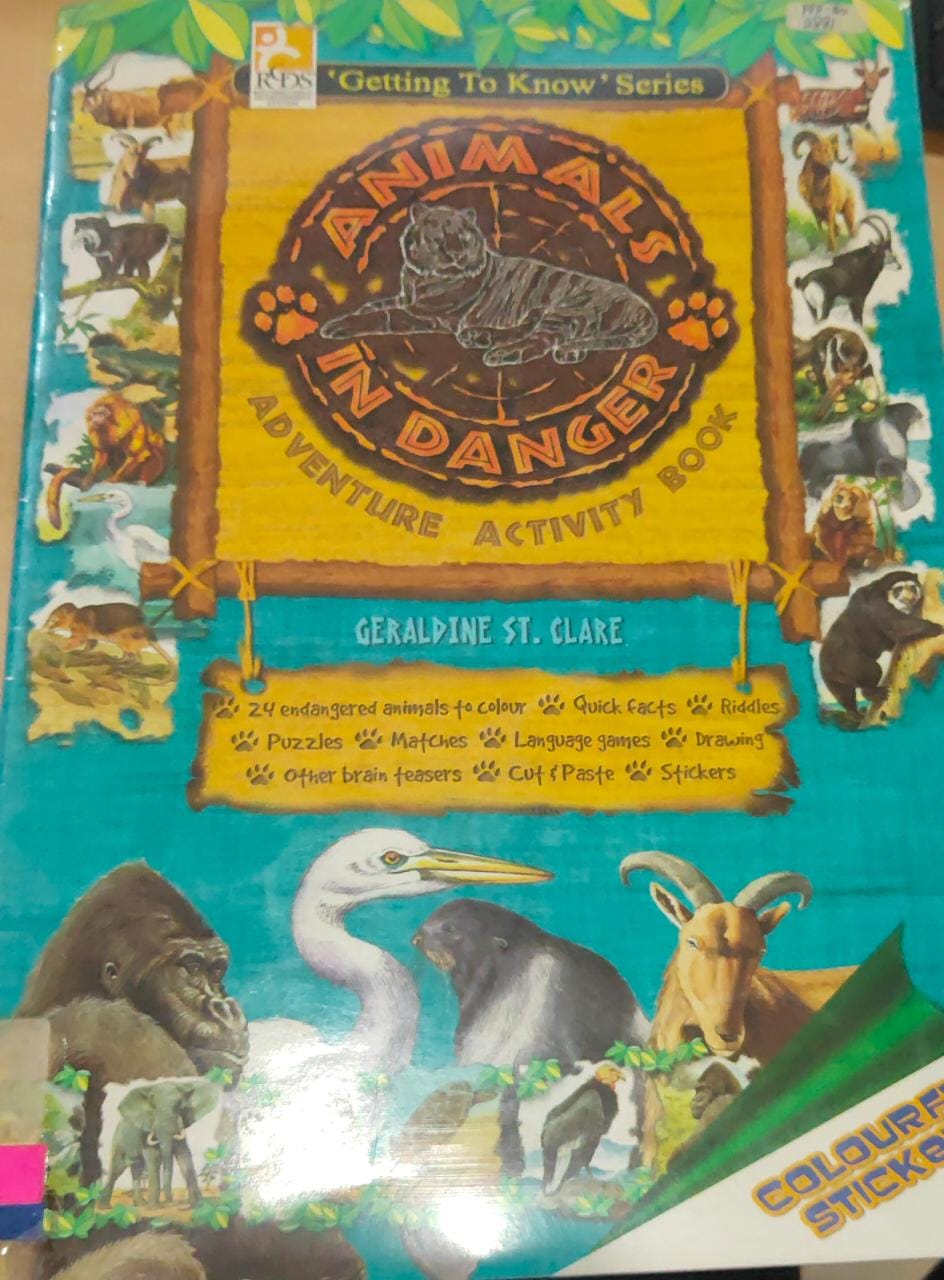 'Getting To Know' Series
ANIMALS
IN DANGER
ADVENTURE ACTIVITY BOOK
GERALDINE ST. CLARE
24 endangered animals to colour Quick facts Riddles
Puzzles Matches Language games Drawing
Other brain teasers Cut & Paste Stickers